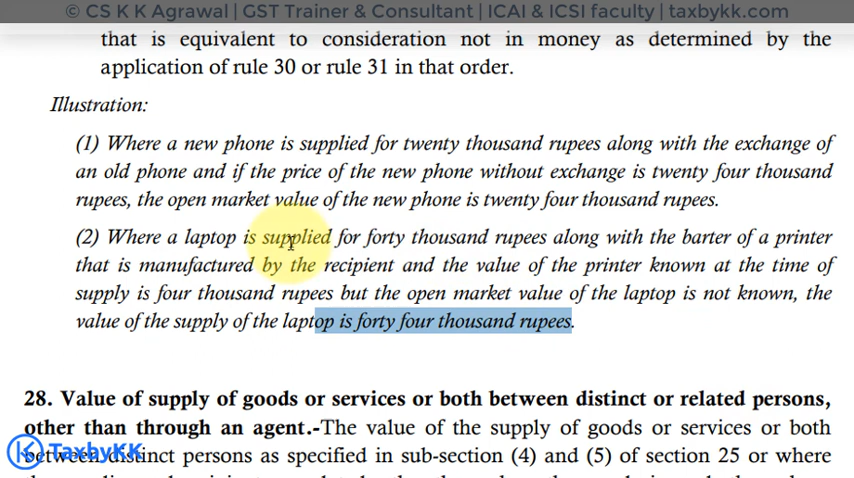 © CS K K Agrawal | GST Trainer & Consultant | ICAI & ICSI faculty | taxbykk.com
that is equivalent to consideration not in money as determined by the
application of rule 30 or rule 31 in that order.
Illustration:
(1) Where a new phone is supplied for twenty thousand rupees along with the exchange of
an old phone and if the price of the new phone without exchange is twenty four thousand
rupees, the open market value of the new phone is twenty four thousand rupees.
(2) Where a laptop is supplied for forty thousand rupees along with the barter of a printer
that is manufactured by the recipient and the value of the printer known at the time of
supply is four thousand rupees but the open market value of the laptop is not known, the
value of the supply of the laptop is forty four thousand rupees.
28. Value of supply of goods or services or both between distinct or related persons,
other than through an agent.-The value of the supply of goods or services or both
TaxbyKK
between distinct persons as specified in sub-section (4) and (5) of section 25 or where